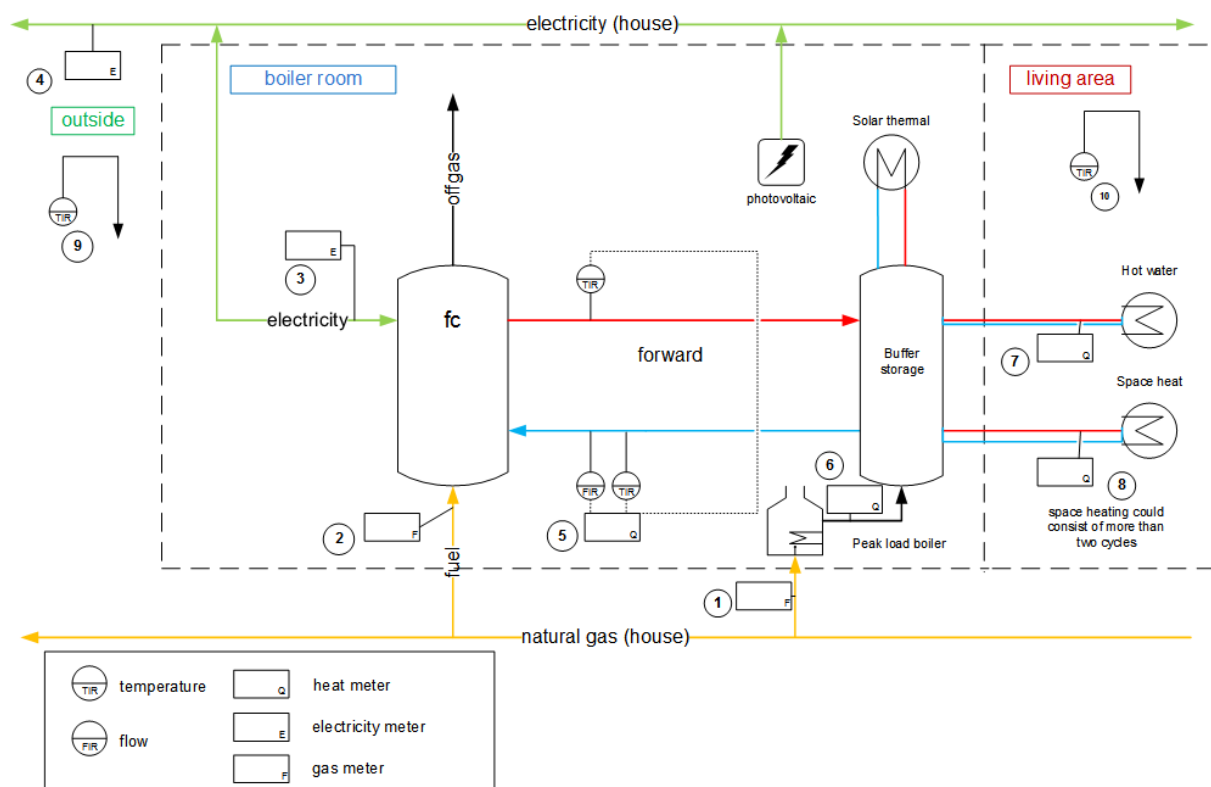 electricity (house)
4
E
boiler room
living area
outside
Solar thermal
TIR
9
offgas
photovoltaic
TIR
10
E
3
electricity
fc
TIR
forward
Buffer
storage
Hot water
Q
7
Space heat
Q
8
space heating could
consist of more than
two cycles
2
F
fuel
FIR
TIR
5
Q
6
Q
Peak load boiler
1
F
natural gas (house)
TIR
temperature
Q
heat meter
FIR
flow
E
electricity meter
F
gas meter